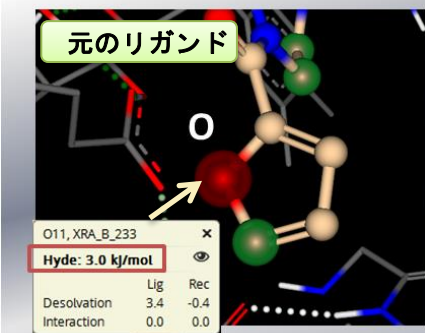 元のリガンド
O
O11, XRA_B_233 ×
Hyde: 3.0 kJ/mol
Lig Rec
Desolvation 3.4 -0.4
Interaction 0.0 0.0